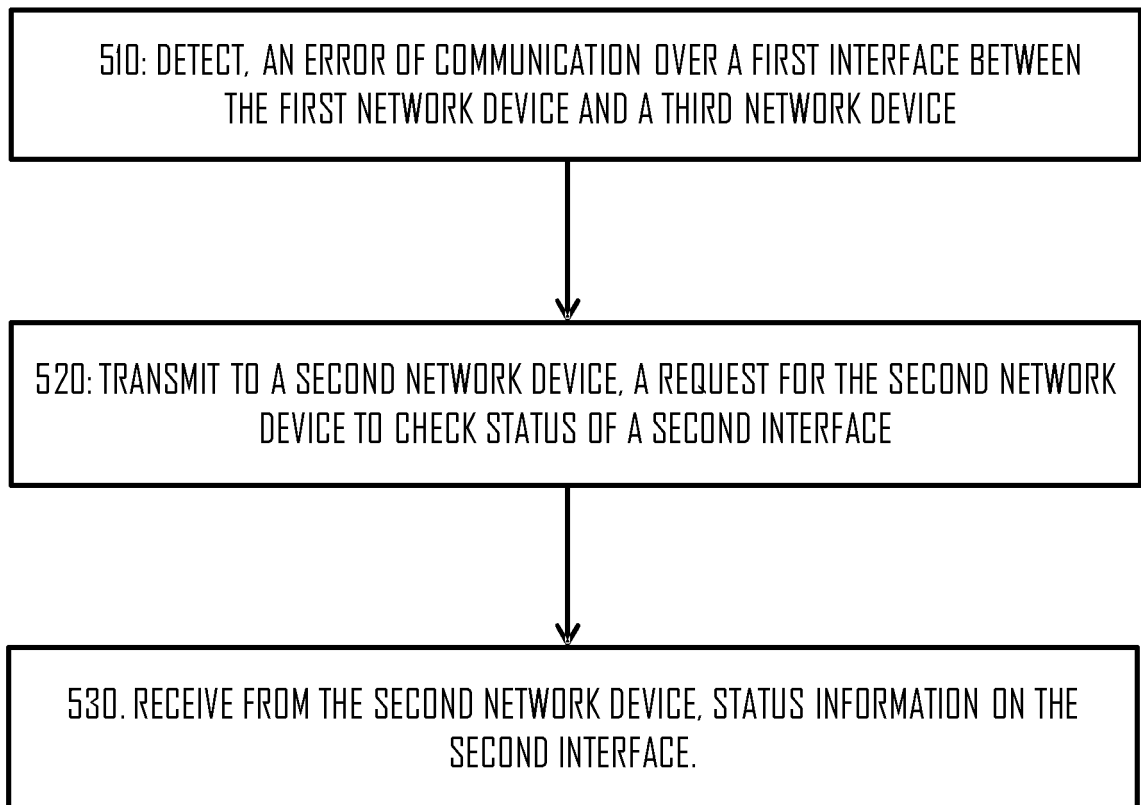 510: DETECT, AN ERROR OF COMMUNICATION OVER A FIRST INTERFACE BETWEEN
THE FIRST NETWORK DEVICE AND A THIRD NETWORK DEVICE
520: TRANSMIT TO A SECOND NETWORK DEVICE, A REQUEST FOR THE SECOND NETWORK
DEVICE TO CHECK STATUS OF A SECOND INTERFACE
530. RECEIVE FROM THE SECOND NETWORK DEVICE, STATUS INFORMATION ON THE
SECOND INTERFACE.